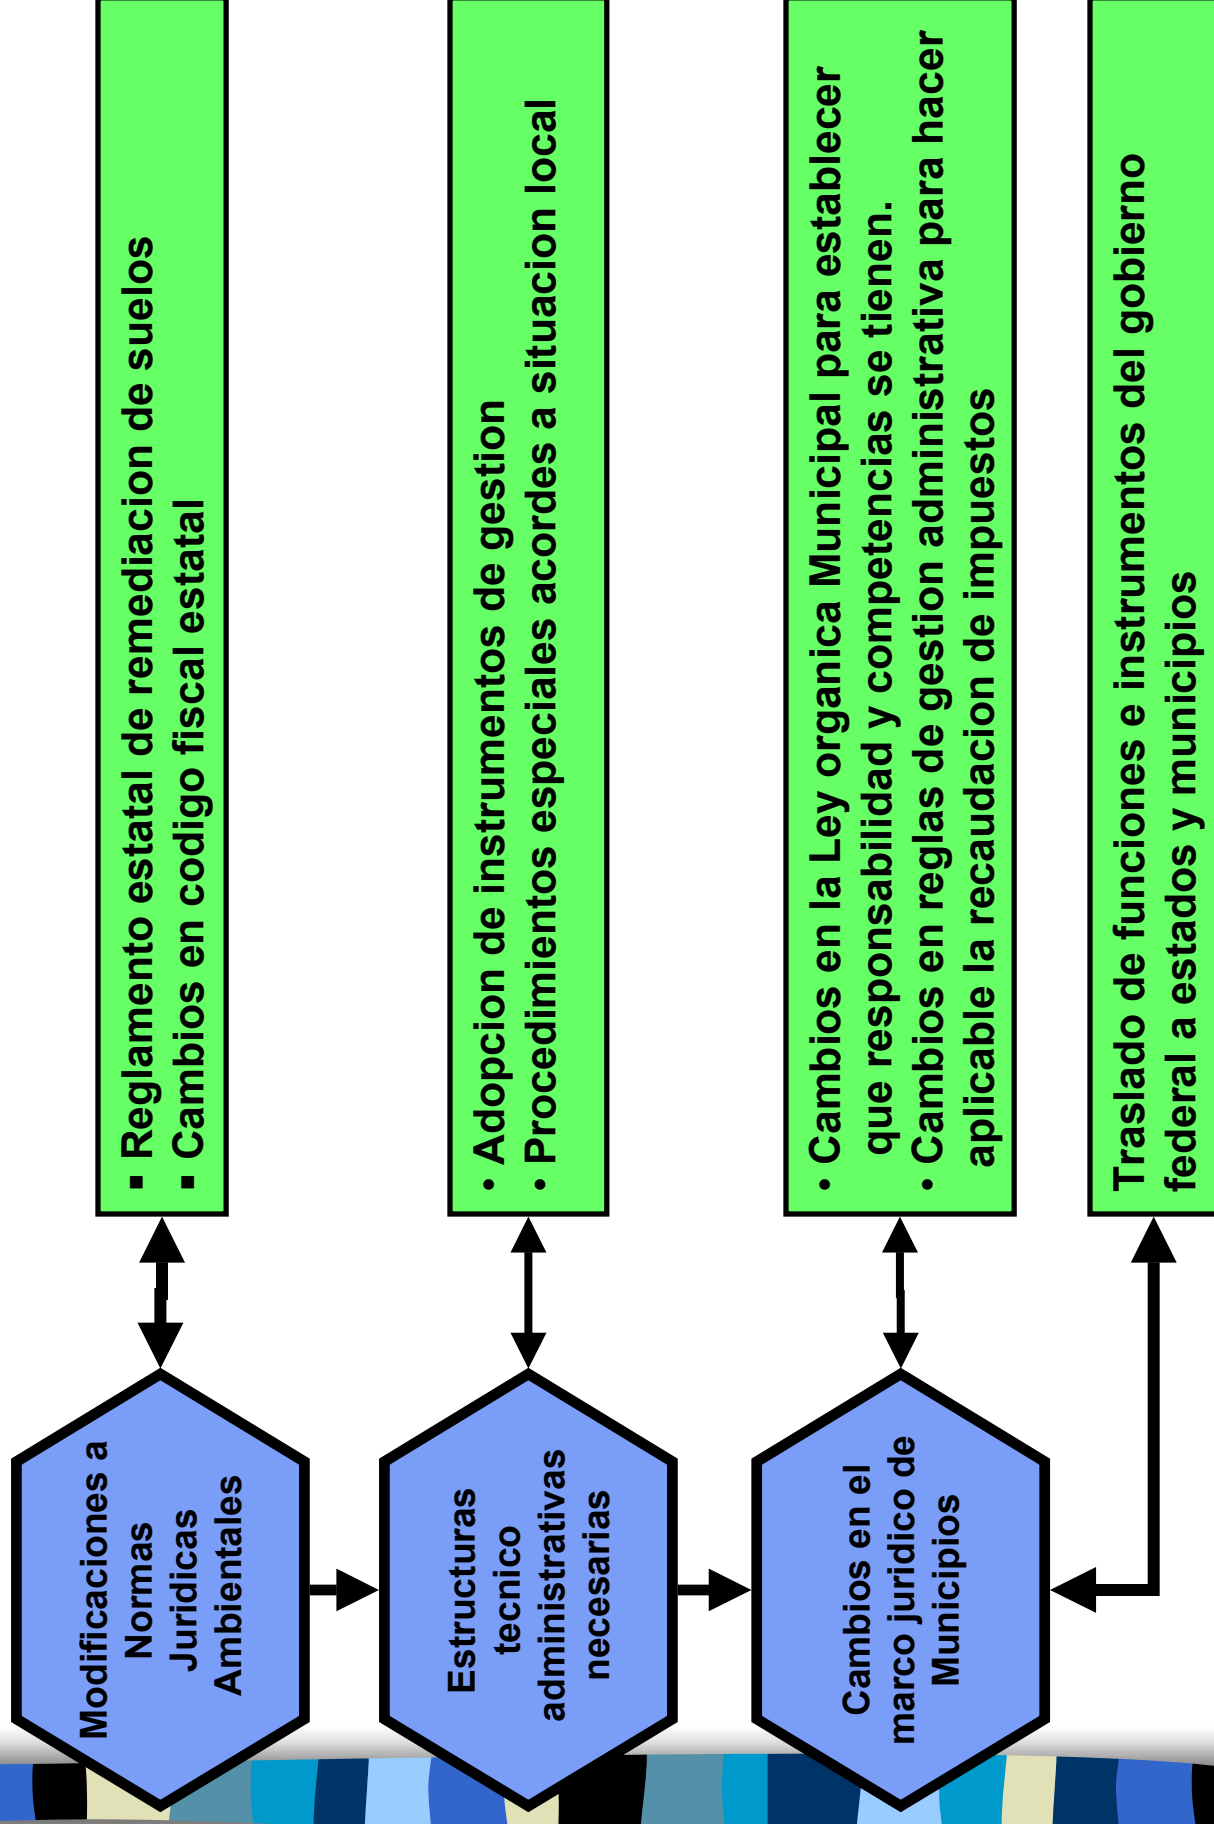 Modificaciones a
Normas
Juridicas
Ambientales
▪ Reglamento estatal de remediacion de suelos
▪ Cambios en codigo fiscal estatal
Estructuras
tecnico
administrativas
necesarias
• Adopcion de instrumentos de gestion
• Procedimientos especiales acordes a situacion local
Cambios en el
marco juridico de
Municipios
• Cambios en la Ley organica Municipal para establecer
que responsabilidad y competencias se tienen.
• Cambios en reglas de gestion administrativa para hacer
aplicable la recaudacion de impuestos
Traslado de funciones e instrumentos del gobierno
federal a estados y municipios